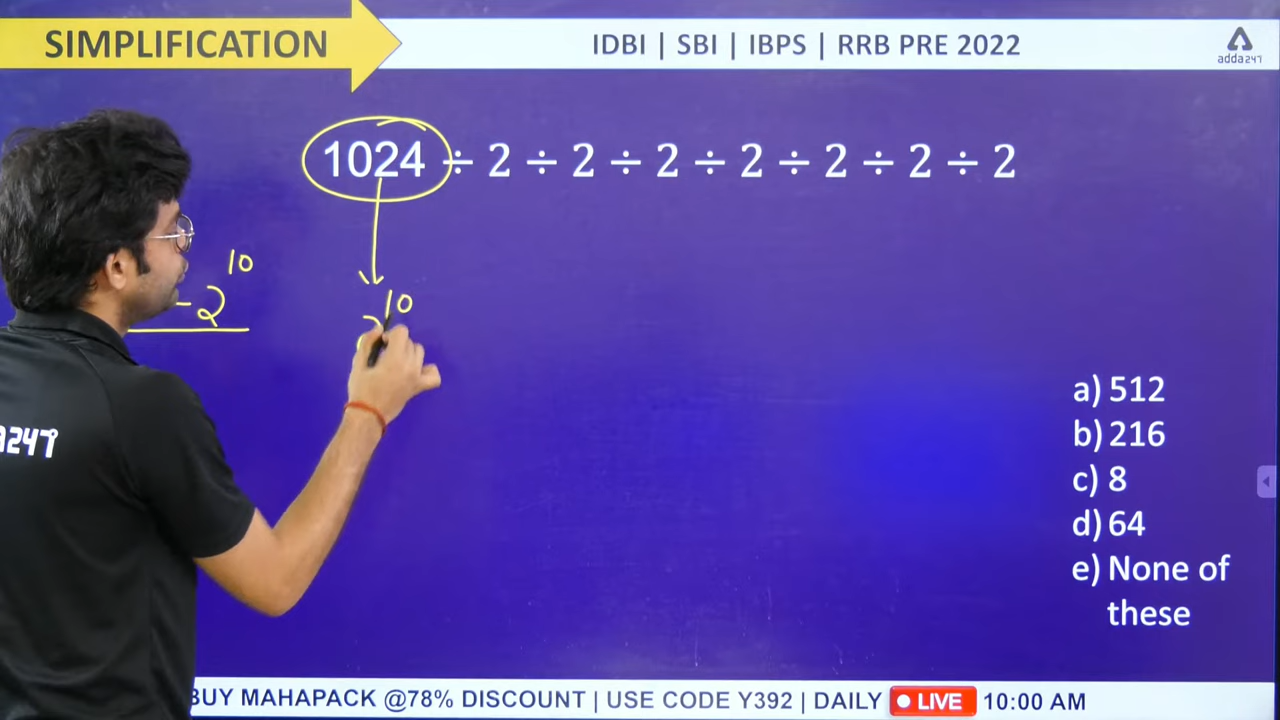 SIMPLIFICATION
IDBI | SBI | IBPS | RRB PRE 2022
adda247
1024 ÷ 2 ÷ 2 ÷ 2 ÷ 2 ÷ 2 ÷ 2 ÷ 2
- 2^10
2^10
a) 512
b) 216
c) 8
d) 64
e) None of
these
a247
BUY MAHAPACK @78% DISCOUNT | USE CODE Y392 | DAILY LIVE 10:00 AM